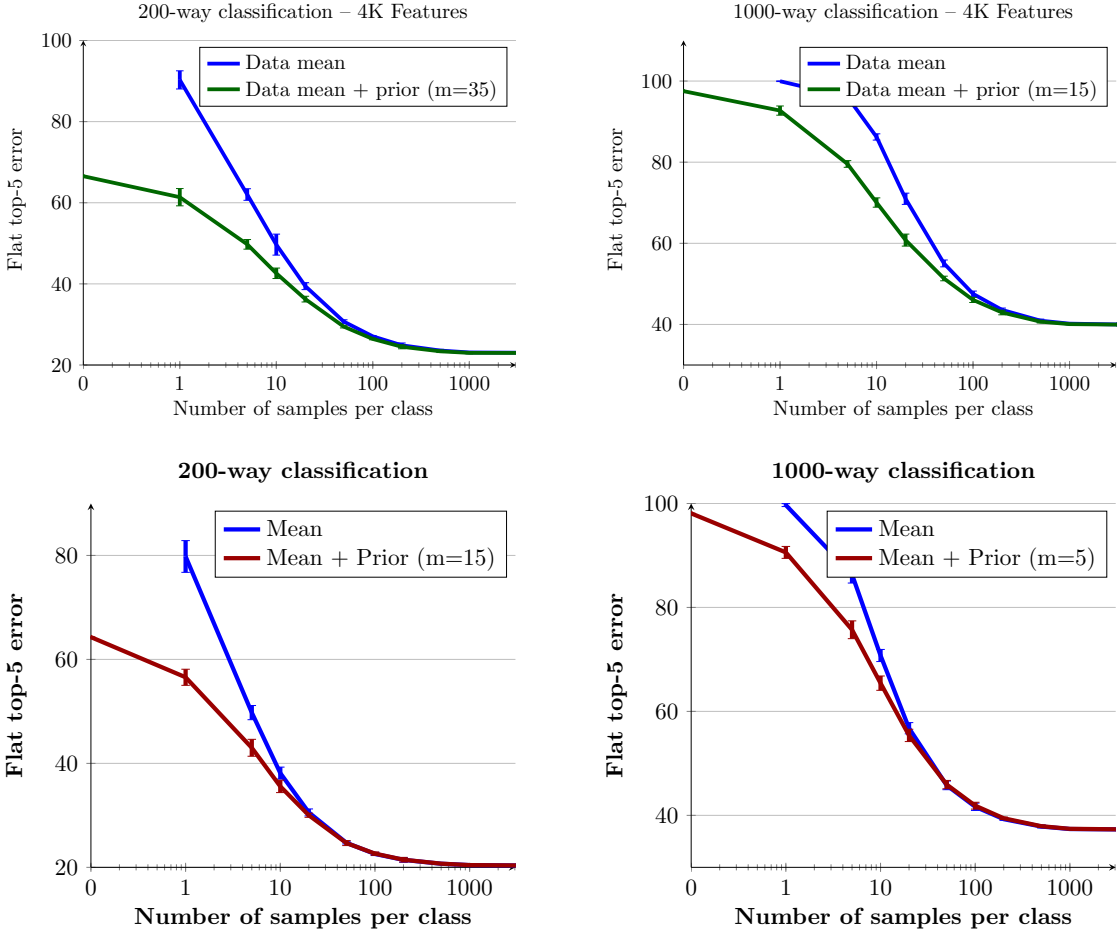 200-way classification – 4K Features
100
80
60
40
20
0 1 10 100 1000
Flat top-5 error
Number of samples per class
Data mean
Data mean + prior (m=35)
1000-way classification – 4K Features
100
80
60
40
0 1 10 100 1000
Flat top-5 error
Number of samples per class
Data mean
Data mean + prior (m=15)
200-way classification
80
60
40
20
0 1 10 100 1000
Flat top-5 error
Number of samples per class
Mean
Mean + Prior (m=15)
1000-way classification
100
80
60
40
0 1 10 100 1000
Flat top-5 error
Number of samples per class
Mean
Mean + Prior (m=5)